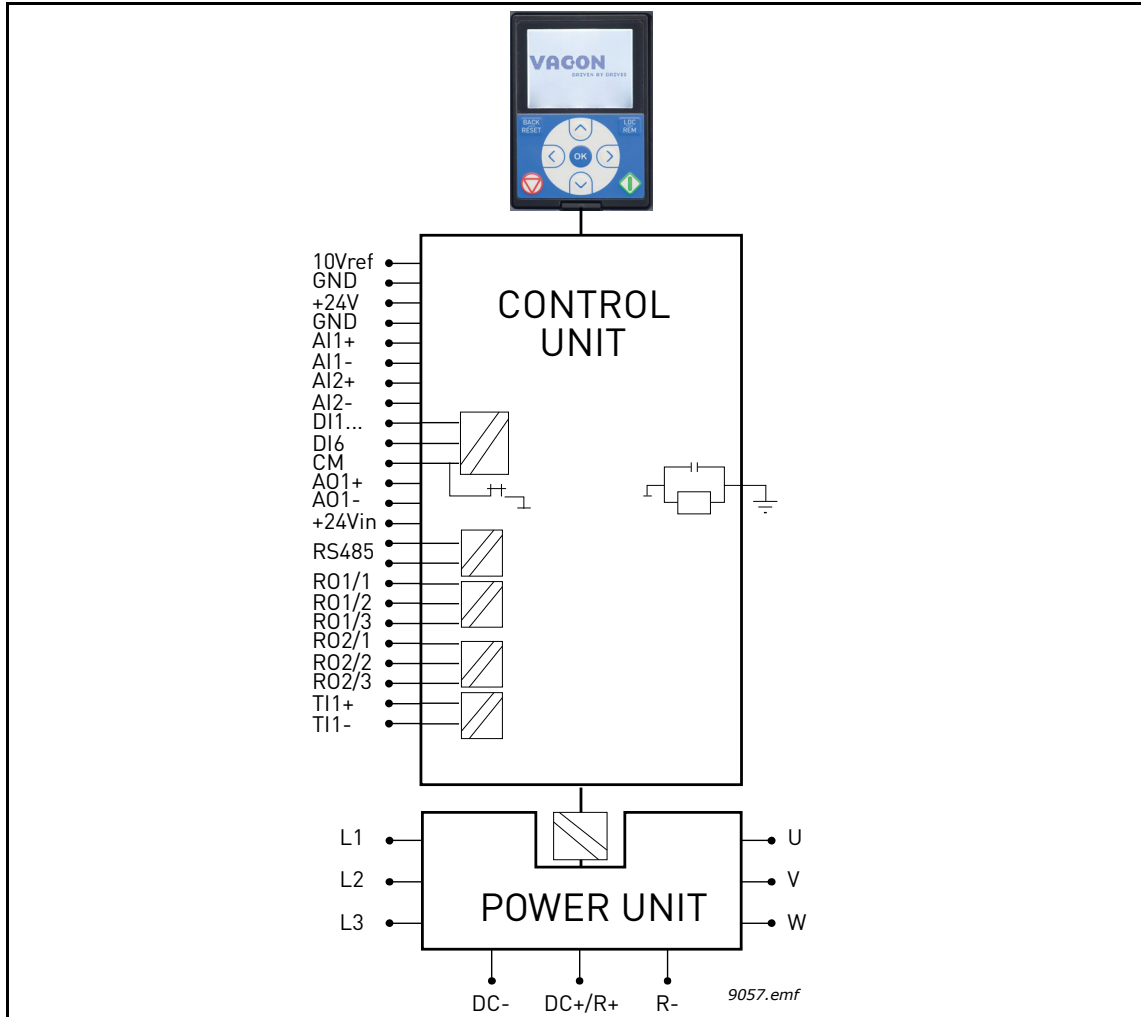 VACON
DRIVEN BY DRIVES
BACK
RESET
LOC
REM
OK
10Vref
GND
+24V
GND
AI1+
AI1-
AI2+
AI2-
DI1...
DI6
CM
AO1+
AO1-
+24Vin
RS485
RO1/1
RO1/2
RO1/3
RO2/1
RO2/2
RO2/3
TI1+
TI1-
CONTROL
UNIT
L1
L2
L3
POWER UNIT
U
V
W
DC-
DC+/R+
R-
9057.emf